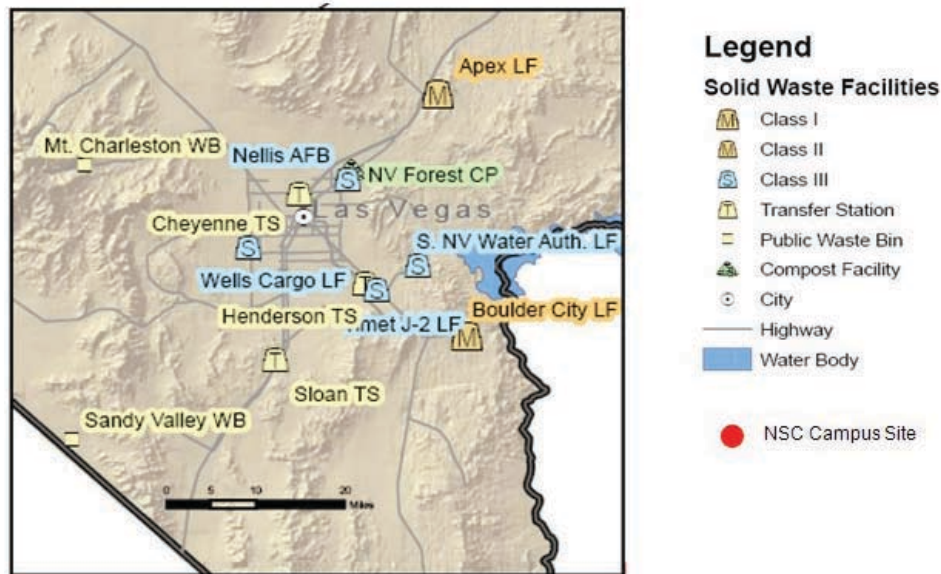 Apex LF
M
Mt. Charleston WB
Nellis AFB
S
NV Forest CP
T
Las Vegas
Cheyenne TS
S
S. NV Water Auth. LF
S
Wells Cargo LF
T
S
Henderson TS
Boulder City LF
Timet J-2 LF
M
T
Sloan TS
Sandy Valley WB
0 5 10 20
Miles
Legend
Solid Waste Facilities
M Class I
M Class II
S Class III
T Transfer Station
Public Waste Bin
Compost Facility
City
Highway
Water Body
NSC Campus Site